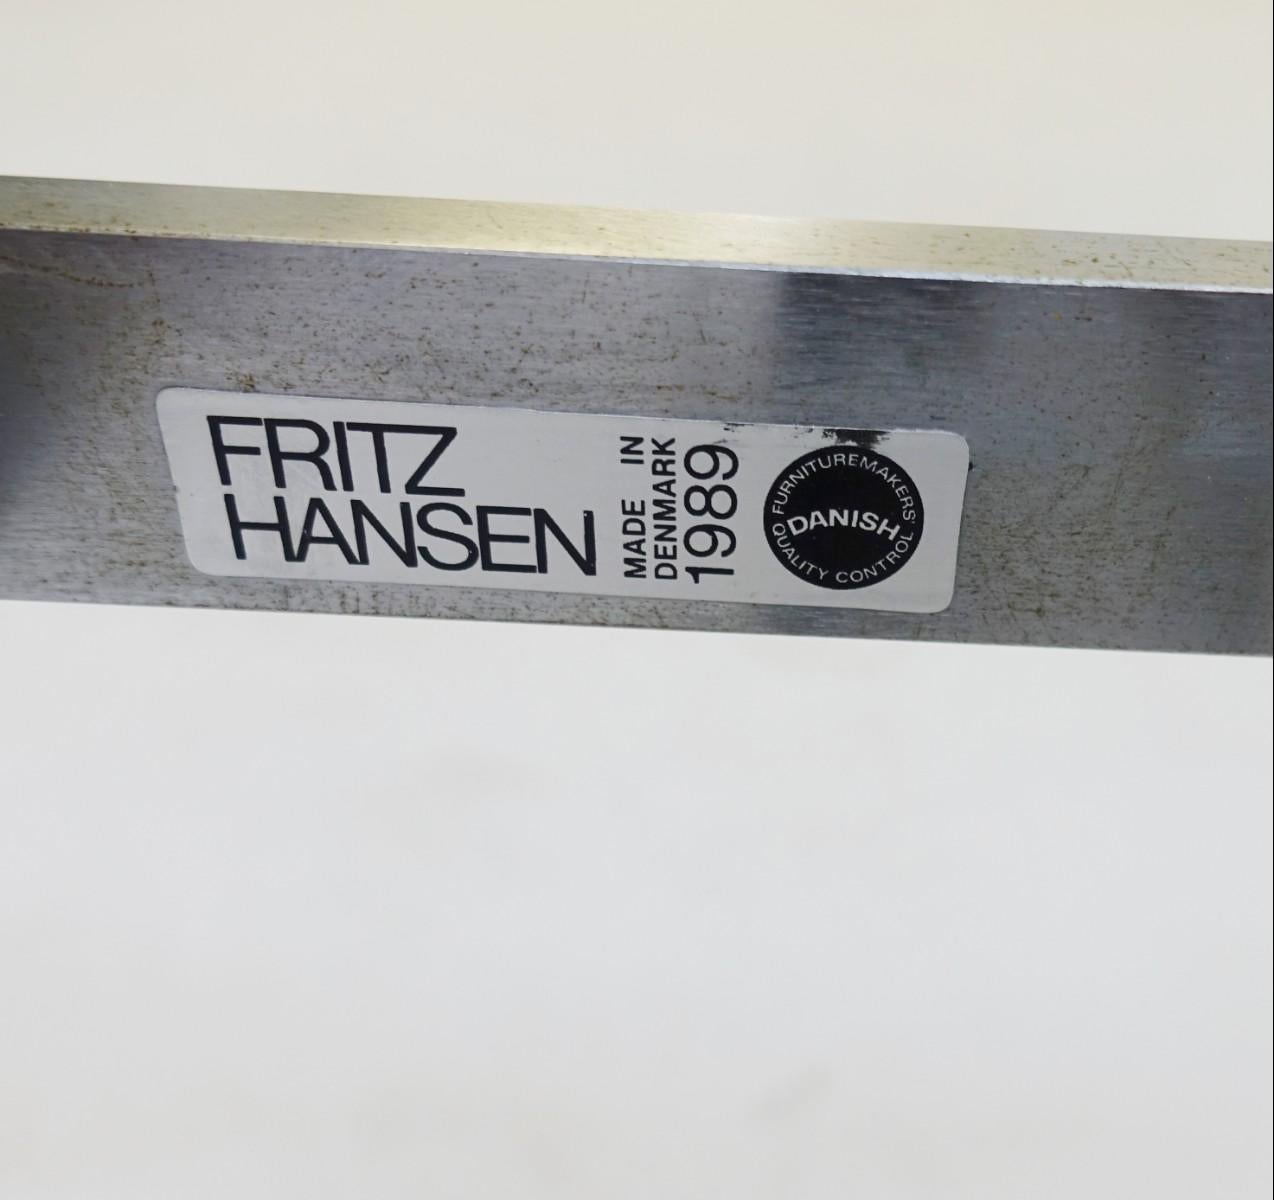 FRITZ
HANSEN
MADE IN
DENMARK
1989
FURNITUREMAKERS'
DANISH
QUALITY CONTROL